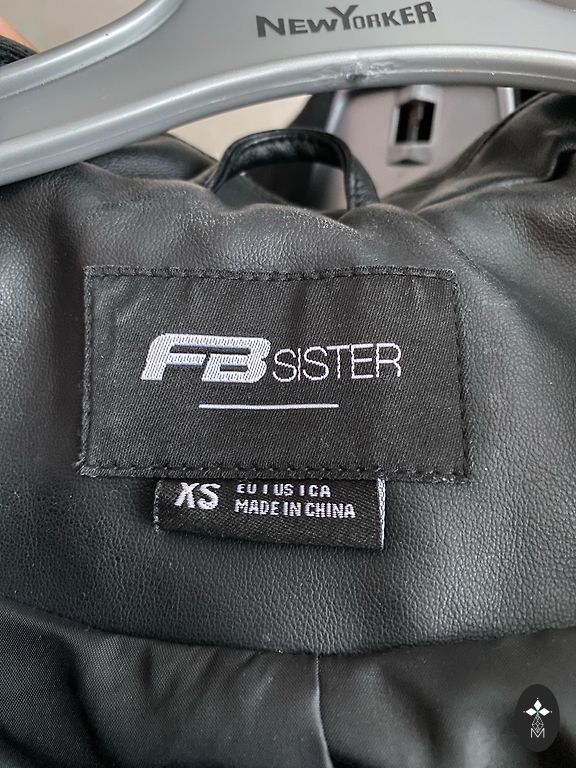 NEWYORKER
FB SISTER
XS
EU I US I CA
MADE IN CHINA
M